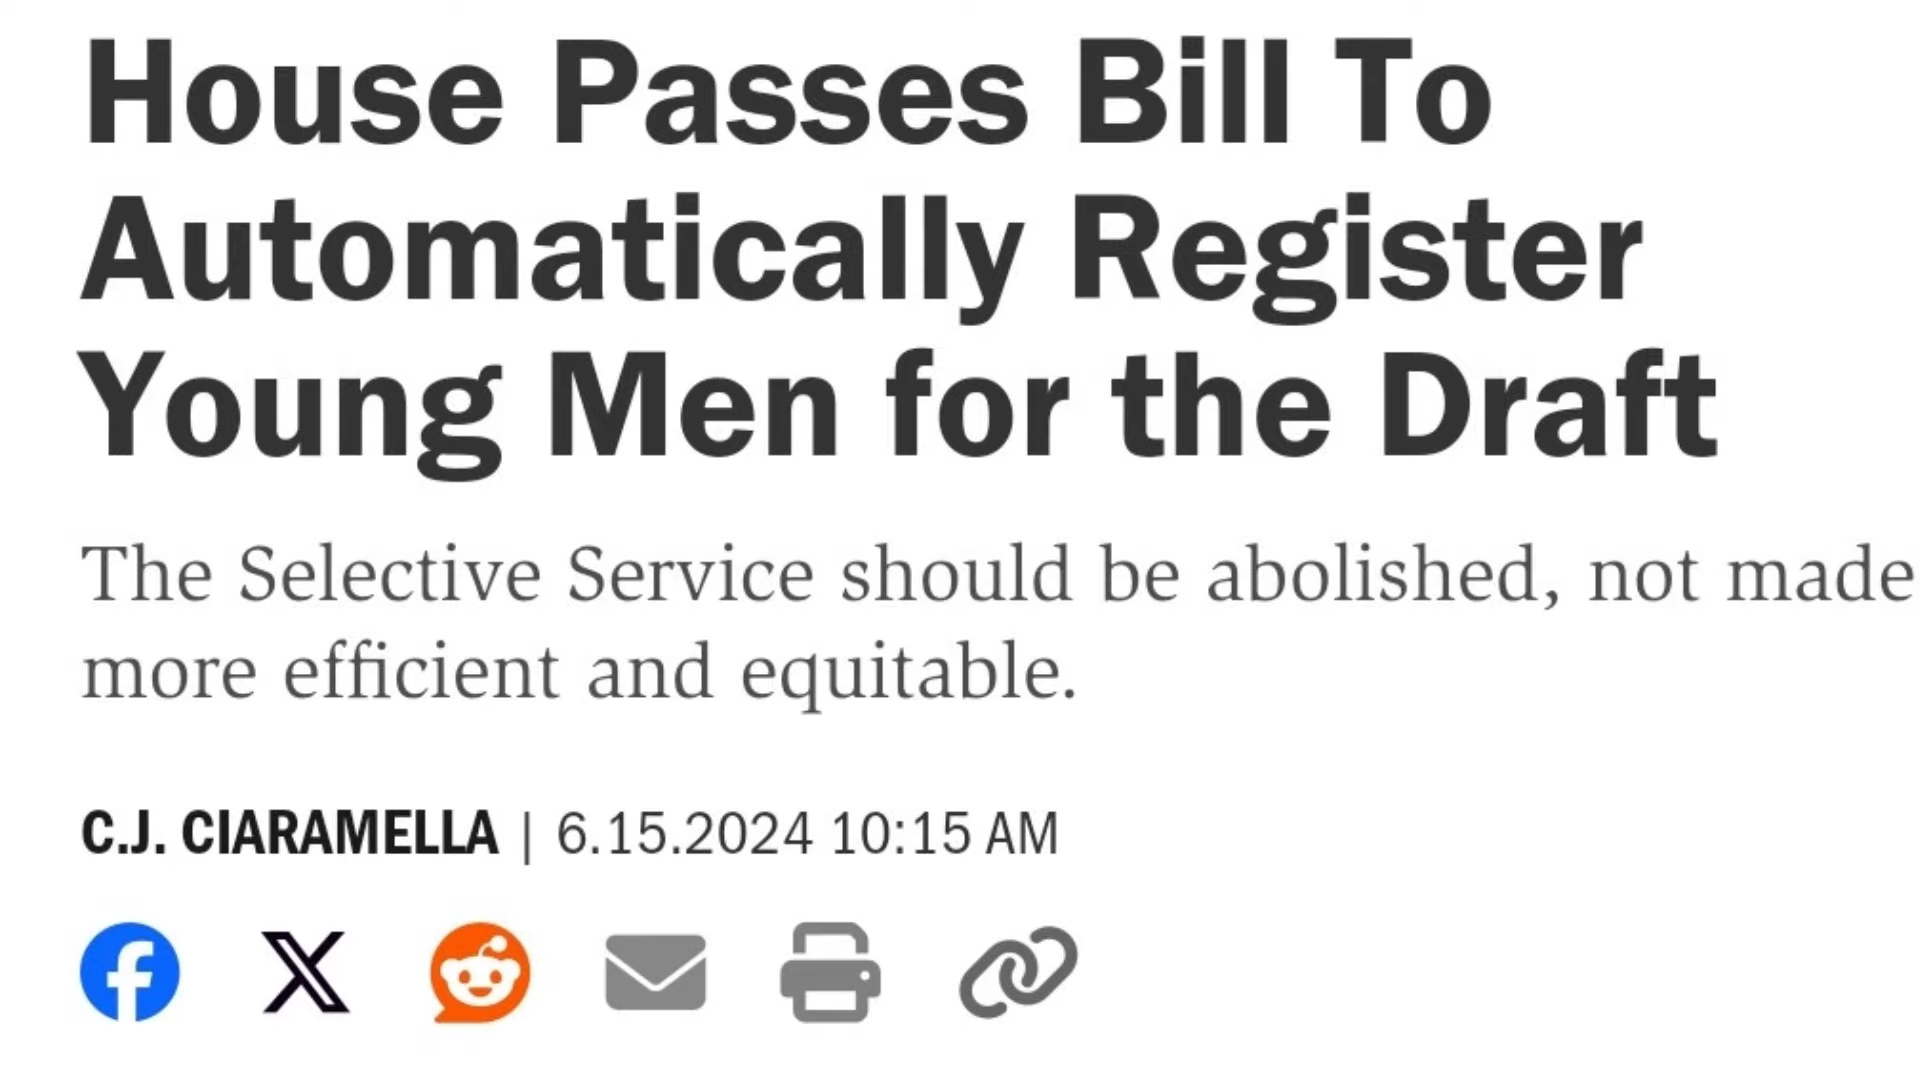 House Passes Bill To
Automatically Register
Young Men for the Draft
The Selective Service should be abolished, not made
more efficient and equitable.
C.J. CIARAMELLA | 6.15.2024 10:15 AM